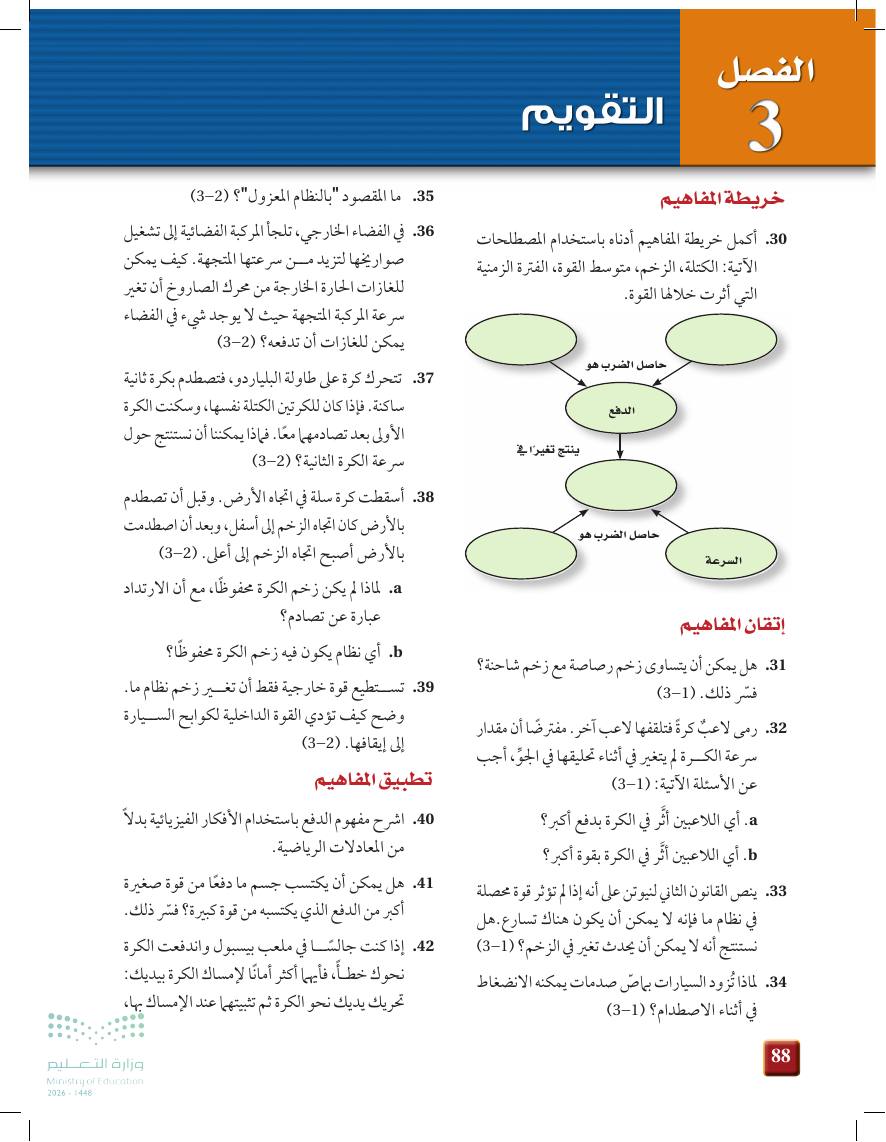 الفصل
3
التقويم
خريطة المفاهيم
30. أكمل خريطة المفاهيم أدناه باستخدام المصطلحات
الآتية: الكتلة، الزخم، متوسط القوة، الفترة الزمنية
التي أثرت خلالها القوة.
حاصل الضرب هو
الدفع
ينتج تغيرًا في
حاصل الضرب هو
السرعة
إتقان المفاهيم
31. هل يمكن أن يتساوى زخم رصاصة مع زخم شاحنة؟
فسّر ذلك. (1–3)
32. رمى لاعبٌ كرةً فتلقفها لاعب آخر. مفترضًا أن مقدار
سرعة الكـــرة لم يتغير في أثناء تحليقها في الجوّ، أجب
عن الأسئلة الآتية: (1–3)
a. أي اللاعبين أثَّر في الكرة بدفع أكبر؟
b. أي اللاعبين أثَّر في الكرة بقوة أكبر؟
33. ينص القانون الثاني لنيوتن على أنه إذا لم تؤثر قوة محصلة
في نظام ما فإنه لا يمكن أن يكون هناك تسارع.هل
نستنتج أنه لا يمكن أن يحدث تغير في الزخم؟ (1–3)
34. لماذا تُزود السيارات بماصّ صدمات يمكنه الانضغاط
في أثناء الاصطدام؟ (1–3)
35. ما المقصود "بالنظام المعزول"؟ (2–3)
36. في الفضاء الخارجي، تلجأ المركبة الفضائية إلى تشغيل
صواريخها لتزيد مـــن سرعتها المتجهة. كيف يمكن
للغازات الحارة الخارجة من محرك الصاروخ أن تغير
سرعة المركبة المتجهة حيث لا يوجد شيء في الفضاء
يمكن للغازات أن تدفعه؟ (2–3)
37. تتحرك كرة على طاولة البلياردو، فتصطدم بكرة ثانية
ساكنة. فإذا كان للكرتين الكتلة نفسها، وسكنت الكرة
الأولى بعد تصادمهما معًا. فماذا يمكننا أن نستنتج حول
سرعة الكرة الثانية؟ (2–3)
38. أسقطت كرة سلة في اتجاه الأرض. وقبل أن تصطدم
بالأرض كان اتجاه الزخم إلى أسفل، وبعد أن اصطدمت
بالأرض أصبح اتجاه الزخم إلى أعلى. (2–3)
a. لماذا لم يكن زخم الكرة محفوظًا، مع أن الارتداد
عبارة عن تصادم؟
b. أي نظام يكون فيه زخم الكرة محفوظًا؟
39. تســـتطيع قوة خارجية فقط أن تغـــير زخم نظام ما.
وضح كيف تؤدي القوة الداخلية لكوابح الســـيارة
إلى إيقافها. (2–3)
تطبيق المفاهيم
40. اشرح مفهوم الدفع باستخدام الأفكار الفيزيائية بدلاً
من المعادلات الرياضية.
41. هل يمكن أن يكتسب جسم ما دفعًا من قوة صغيرة
أكبر من الدفع الذي يكتسبه من قوة كبيرة؟ فسّر ذلك.
42. إذا كنت جالسًـــا في ملعب بيسبول واندفعت الكرة
نحوك خطـــأً، فأيهما أكثر أمانًا لإمساك الكرة بيديك:
تحريك يديك نحو الكرة ثم تثبيتهما عند الإمساك بها،
وزارة التعـــليم
Ministry of Education
2026 - 1448
88